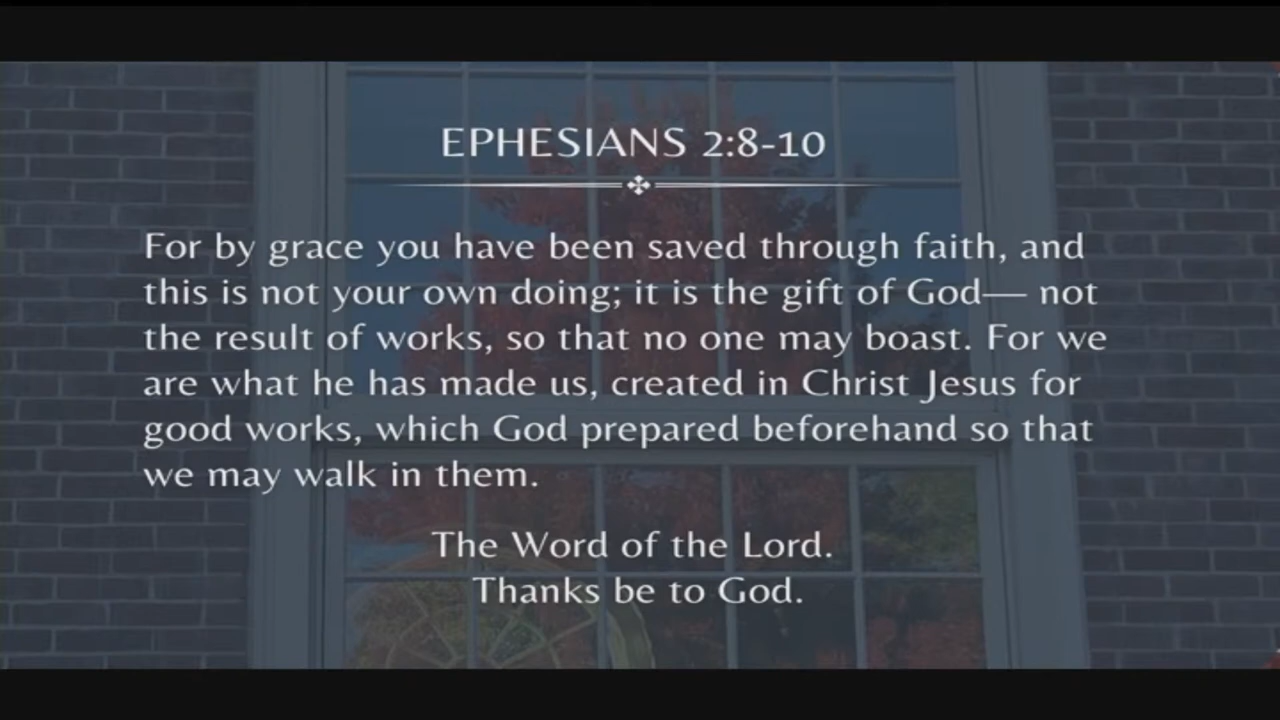 EPHESIANS 2:8-10
For by grace you have been saved through faith, and
this is not your own doing; it is the gift of God— not
the result of works, so that no one may boast. For we
are what he has made us, created in Christ Jesus for
good works, which God prepared beforehand so that
we may walk in them.
The Word of the Lord.
Thanks be to God.